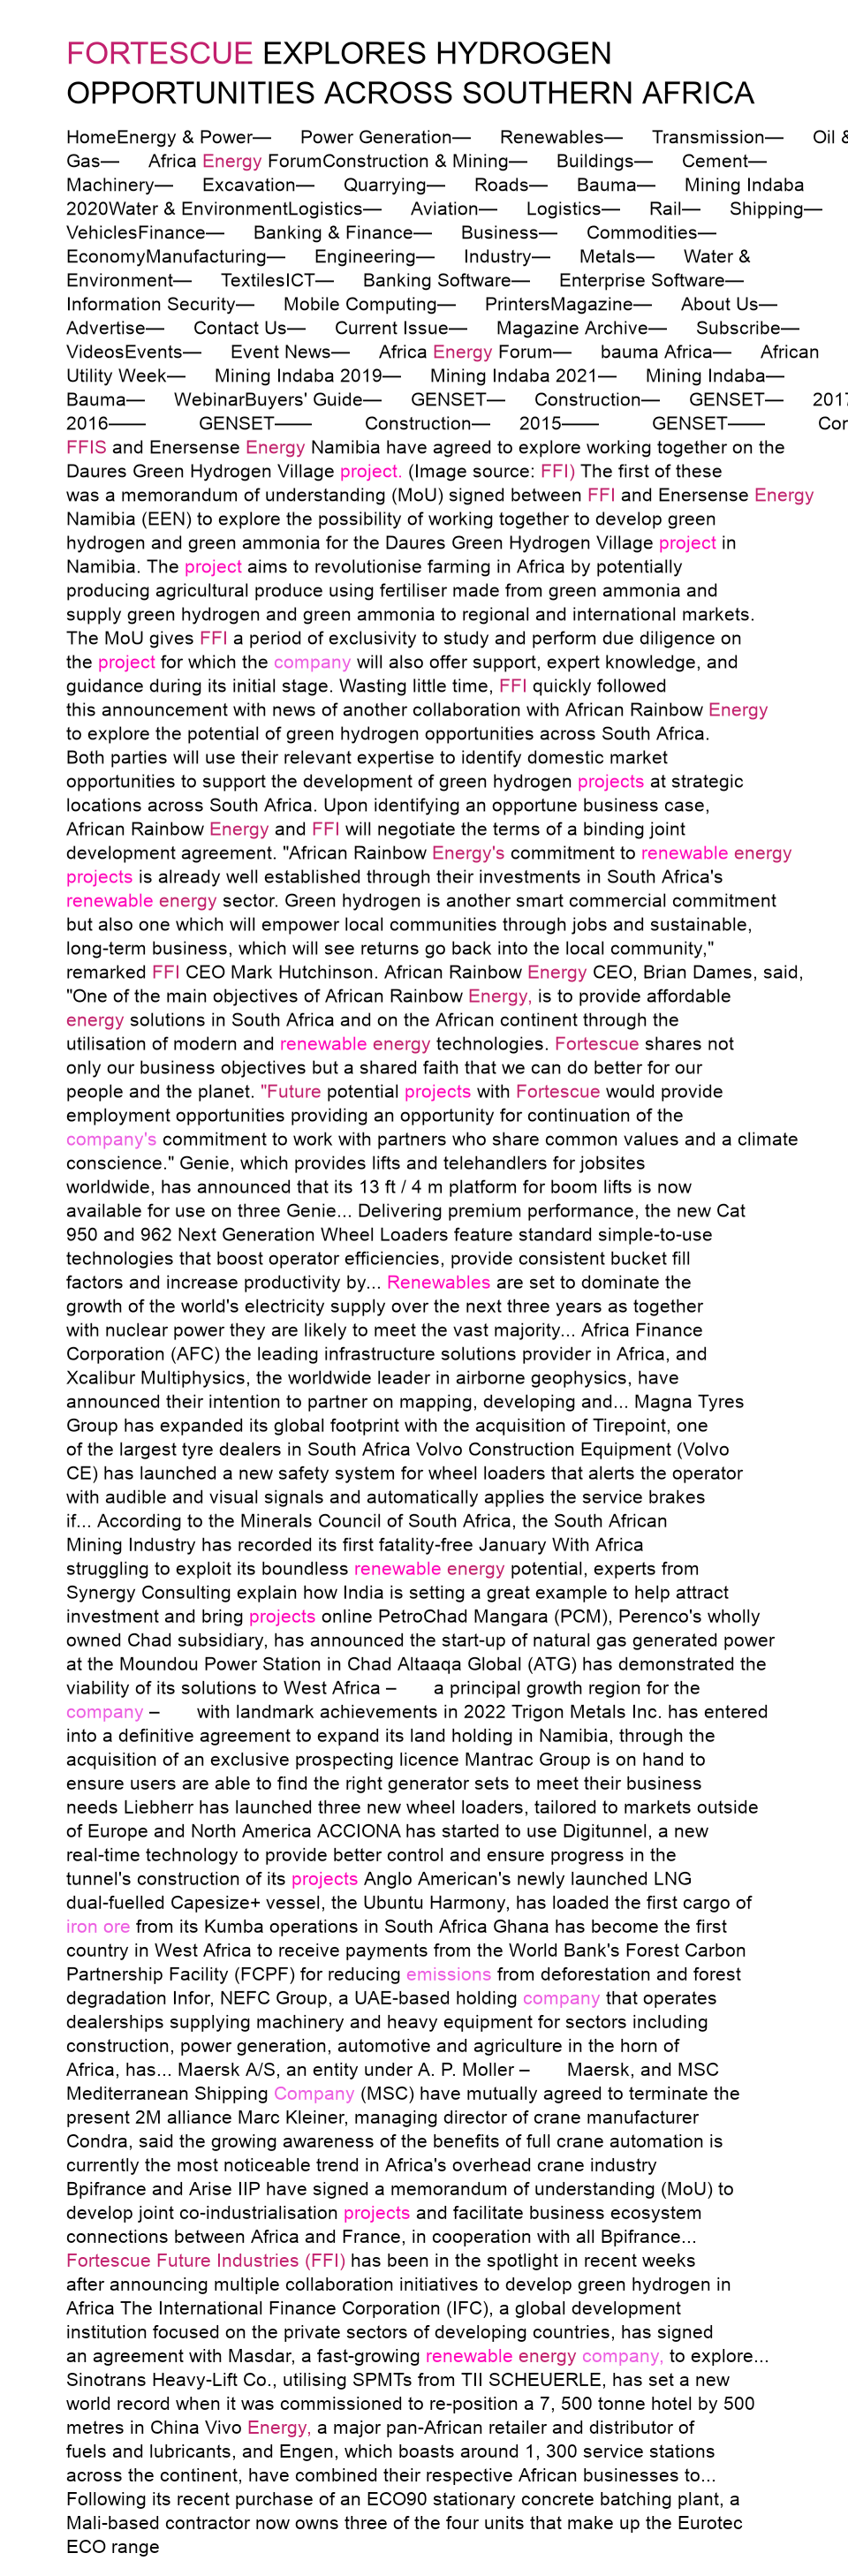 FORTESCUE EXPLORES HYDROGEN
OPPORTUNITIES ACROSS SOUTHERN AFRICA
HomeEnergy & Power— Power Generation— Renewables— Transmission— Oil &
Gas— Africa Energy ForumConstruction & Mining— Buildings— Cement—
Machinery— Excavation— Quarrying— Roads— Bauma— Mining Indaba
2020Water & EnvironmentLogistics— Aviation— Logistics— Rail— Shipping—
VehiclesFinance— Banking & Finance— Business— Commodities—
EconomyManufacturing— Engineering— Industry— Metals— Water &
Environment— TextilesICT— Banking Software— Enterprise Software—
Information Security— Mobile Computing— PrintersMagazine— About Us—
Advertise— Contact Us— Current Issue— Magazine Archive— Subscribe—
VideosEvents— Event News— Africa Energy Forum— bauma Africa— African
Utility Week— Mining Indaba 2019— Mining Indaba 2021— Mining Indaba—
Bauma— WebinarBuyers' Guide— GENSET— Construction— GENSET— 2017
2016—— GENSET—— Construction— 2015—— GENSET—— Con
FFIS and Enersense Energy Namibia have agreed to explore working together on the
Daures Green Hydrogen Village project. (Image source: FFI) The first of these
was a memorandum of understanding (MoU) signed between FFI and Enersense Energy
Namibia (EEN) to explore the possibility of working together to develop green
hydrogen and green ammonia for the Daures Green Hydrogen Village project in
Namibia. The project aims to revolutionise farming in Africa by potentially
producing agricultural produce using fertiliser made from green ammonia and
supply green hydrogen and green ammonia to regional and international markets.
The MoU gives FFI a period of exclusivity to study and perform due diligence on
the project for which the company will also offer support, expert knowledge, and
guidance during its initial stage. Wasting little time, FFI quickly followed
this announcement with news of another collaboration with African Rainbow Energy
to explore the potential of green hydrogen opportunities across South Africa.
Both parties will use their relevant expertise to identify domestic market
opportunities to support the development of green hydrogen projects at strategic
locations across South Africa. Upon identifying an opportune business case,
African Rainbow Energy and FFI will negotiate the terms of a binding joint
development agreement. "African Rainbow Energy's commitment to renewable energy
projects is already well established through their investments in South Africa's
renewable energy sector. Green hydrogen is another smart commercial commitment
but also one which will empower local communities through jobs and sustainable,
long-term business, which will see returns go back into the local community,"
remarked FFI CEO Mark Hutchinson. African Rainbow Energy CEO, Brian Dames, said,
"One of the main objectives of African Rainbow Energy, is to provide affordable
energy solutions in South Africa and on the African continent through the
utilisation of modern and renewable energy technologies. Fortescue shares not
only our business objectives but a shared faith that we can do better for our
people and the planet. "Future potential projects with Fortescue would provide
employment opportunities providing an opportunity for continuation of the
company's commitment to work with partners who share common values and a climate
conscience." Genie, which provides lifts and telehandlers for jobsites
worldwide, has announced that its 13 ft / 4 m platform for boom lifts is now
available for use on three Genie... Delivering premium performance, the new Cat
950 and 962 Next Generation Wheel Loaders feature standard simple-to-use
technologies that boost operator efficiencies, provide consistent bucket fill
factors and increase productivity by... Renewables are set to dominate the
growth of the world's electricity supply over the next three years as together
with nuclear power they are likely to meet the vast majority... Africa Finance
Corporation (AFC) the leading infrastructure solutions provider in Africa, and
Xcalibur Multiphysics, the worldwide leader in airborne geophysics, have
announced their intention to partner on mapping, developing and... Magna Tyres
Group has expanded its global footprint with the acquisition of Tirepoint, one
of the largest tyre dealers in South Africa Volvo Construction Equipment (Volvo
CE) has launched a new safety system for wheel loaders that alerts the operator
with audible and visual signals and automatically applies the service brakes
if... According to the Minerals Council of South Africa, the South African
Mining Industry has recorded its first fatality-free January With Africa
struggling to exploit its boundless renewable energy potential, experts from
Synergy Consulting explain how India is setting a great example to help attract
investment and bring projects online PetroChad Mangara (PCM), Perenco's wholly
owned Chad subsidiary, has announced the start-up of natural gas generated power
at the Moundou Power Station in Chad Altaaqa Global (ATG) has demonstrated the
viability of its solutions to West Africa – a principal growth region for the
company – with landmark achievements in 2022 Trigon Metals Inc. has entered
into a definitive agreement to expand its land holding in Namibia, through the
acquisition of an exclusive prospecting licence Mantrac Group is on hand to
ensure users are able to find the right generator sets to meet their business
needs Liebherr has launched three new wheel loaders, tailored to markets outside
of Europe and North America ACCIONA has started to use Digitunnel, a new
real-time technology to provide better control and ensure progress in the
tunnel's construction of its projects Anglo American's newly launched LNG
dual-fuelled Capesize+ vessel, the Ubuntu Harmony, has loaded the first cargo of
iron ore from its Kumba operations in South Africa Ghana has become the first
country in West Africa to receive payments from the World Bank's Forest Carbon
Partnership Facility (FCPF) for reducing emissions from deforestation and forest
degradation Infor, NEFC Group, a UAE-based holding company that operates
dealerships supplying machinery and heavy equipment for sectors including
construction, power generation, automotive and agriculture in the horn of
Africa, has... Maersk A/S, an entity under A. P. Moller – Maersk, and MSC
Mediterranean Shipping Company (MSC) have mutually agreed to terminate the
present 2M alliance Marc Kleiner, managing director of crane manufacturer
Condra, said the growing awareness of the benefits of full crane automation is
currently the most noticeable trend in Africa's overhead crane industry
Bpifrance and Arise IIP have signed a memorandum of understanding (MoU) to
develop joint co-industrialisation projects and facilitate business ecosystem
connections between Africa and France, in cooperation with all Bpifrance...
Fortescue Future Industries (FFI) has been in the spotlight in recent weeks
after announcing multiple collaboration initiatives to develop green hydrogen in
Africa The International Finance Corporation (IFC), a global development
institution focused on the private sectors of developing countries, has signed
an agreement with Masdar, a fast-growing renewable energy company, to explore...
Sinotrans Heavy-Lift Co., utilising SPMTs from TII SCHEUERLE, has set a new
world record when it was commissioned to re-position a 7, 500 tonne hotel by 500
metres in China Vivo Energy, a major pan-African retailer and distributor of
fuels and lubricants, and Engen, which boasts around 1, 300 service stations
across the continent, have combined their respective African businesses to...
Following its recent purchase of an ECO90 stationary concrete batching plant, a
Mali-based contractor now owns three of the four units that make up the Eurotec
ECO range